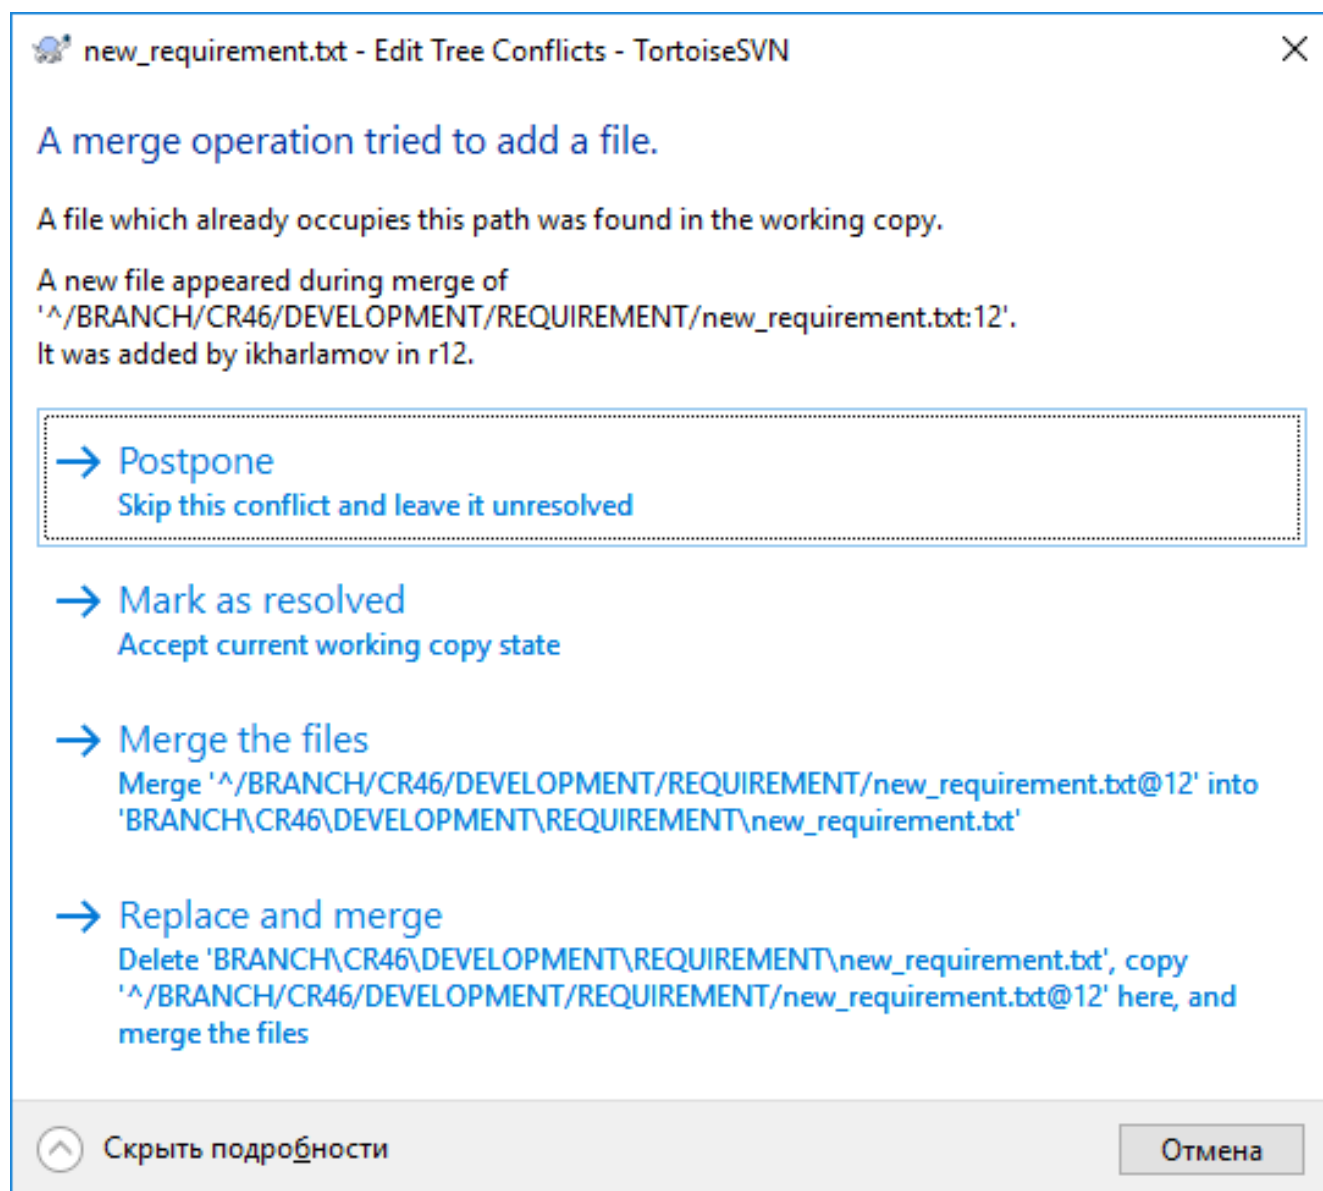 new_requirement.txt - Edit Tree Conflicts - TortoiseSVN
A merge operation tried to add a file.
A file which already occupies this path was found in the working copy.
A new file appeared during merge of
'^/BRANCH/CR46/DEVELOPMENT/REQUIREMENT/new_requirement.txt:12'.
It was added by ikharlamov in r12.
Postpone
Skip this conflict and leave it unresolved
Mark as resolved
Accept current working copy state
Merge the files
Merge '^/BRANCH/CR46/DEVELOPMENT/REQUIREMENT/new_requirement.txt@12' into
'BRANCH\CR46\DEVELOPMENT\REQUIREMENT\new_requirement.txt'
Replace and merge
Delete 'BRANCH\CR46\DEVELOPMENT\REQUIREMENT\new_requirement.txt', copy
'^/BRANCH/CR46/DEVELOPMENT/REQUIREMENT/new_requirement.txt@12' here, and
merge the files
Скрыть подробности
Отмена